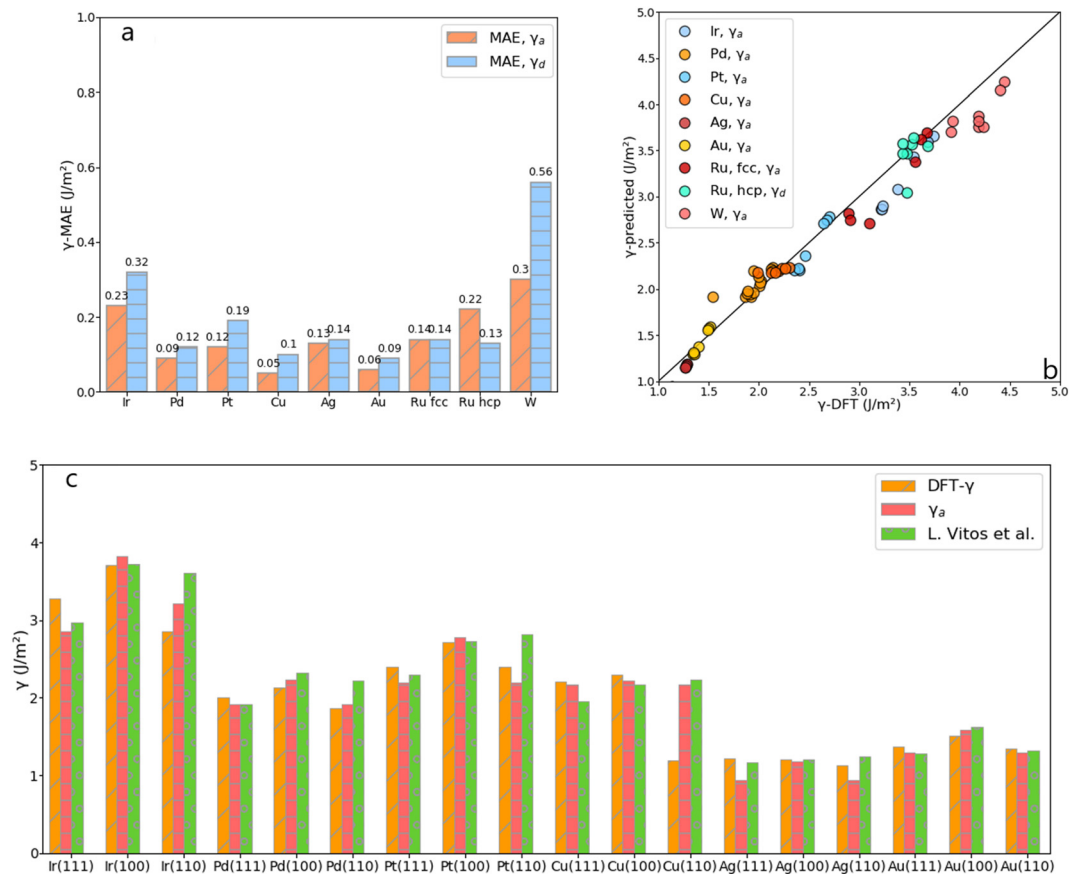 a
MAE, γa
MAE, γd
γ-MAE (J/m²)
1.0
0.8
0.6
0.4
0.2
0.0
0.23
0.32
0.09
0.12
0.12
0.19
0.05
0.1
0.13
0.14
0.06
0.09
0.14
0.14
0.22
0.13
0.3
0.56
Ir Pd Pt Cu Ag Au Ru fcc Ru hcp W
b
Ir, γa
Pd, γa
Pt, γa
Cu, γa
Ag, γa
Au, γa
Ru, fcc, γa
Ru, hcp, γd
W, γa
γ-predicted (J/m²)
5.0
4.5
4.0
3.5
3.0
2.5
2.0
1.5
1.0
1.0 1.5 2.0 2.5 3.0 3.5 4.0 4.5 5.0
γ-DFT (J/m²)
c
DFT-γ
γa
L. Vitos et al.
γ (J/m²)
5
4
3
2
1
0
Ir(111) Ir(100) Ir(110) Pd(111) Pd(100) Pd(110) Pt(111) Pt(100) Pt(110) Cu(111) Cu(100) Cu(110) Ag(111) Ag(100) Ag(110) Au(111) Au(100) Au(110)